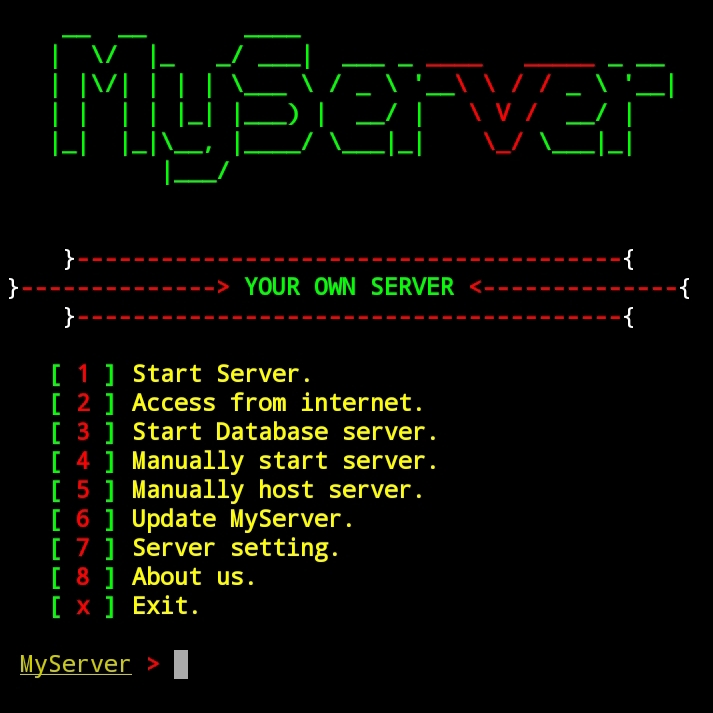 MyServer
}---------------------------------------{
}--------------> YOUR OWN SERVER <--------------{
}---------------------------------------{
[ 1 ] Start Server.
[ 2 ] Access from internet.
[ 3 ] Start Database server.
[ 4 ] Manually start server.
[ 5 ] Manually host server.
[ 6 ] Update MyServer.
[ 7 ] Server setting.
[ 8 ] About us.
[ x ] Exit.
MyServer >